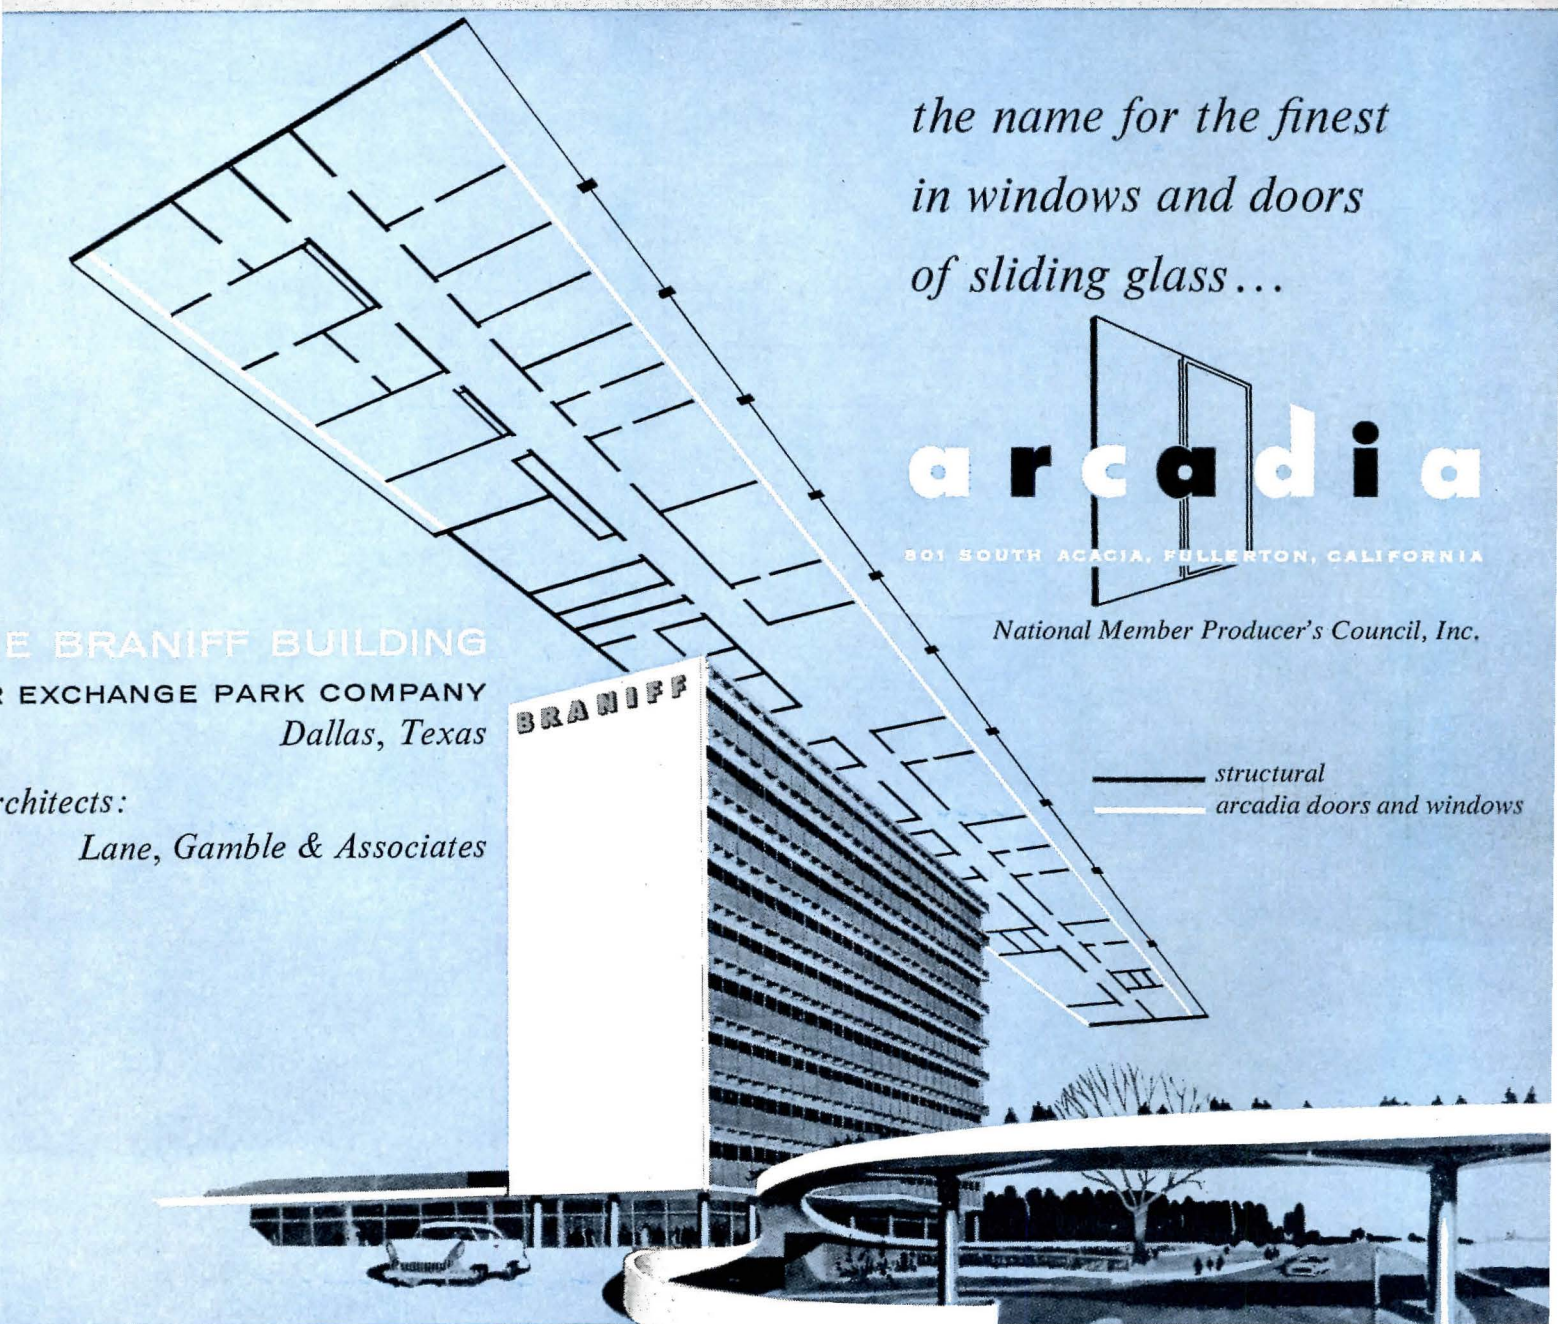 the name for the finest
in windows and doors
of sliding glass...
arcadia
801 SOUTH ACACIA, FULLERTON, CALIFORNIA
National Member Producer's Council, Inc.
E BRANIFF BUILDING
R EXCHANGE PARK COMPANY
Dallas, Texas
rchitects:
Lane, Gamble & Associates
BRANIFF
structural
arcadia doors and windows